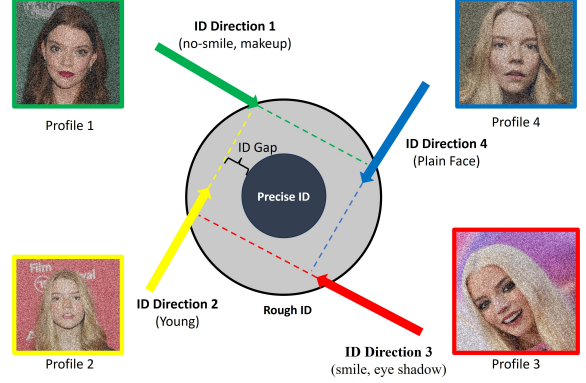 ID Direction 1
(no-smile, makeup)
Profile 1
Profile 4
ID Gap
ID Direction 4
(Plain Face)
Precise ID
Film
ID Direction 2
(Young)
Rough ID
ID Direction 3
(smile, eye shadow)
Profile 2
Profile 3